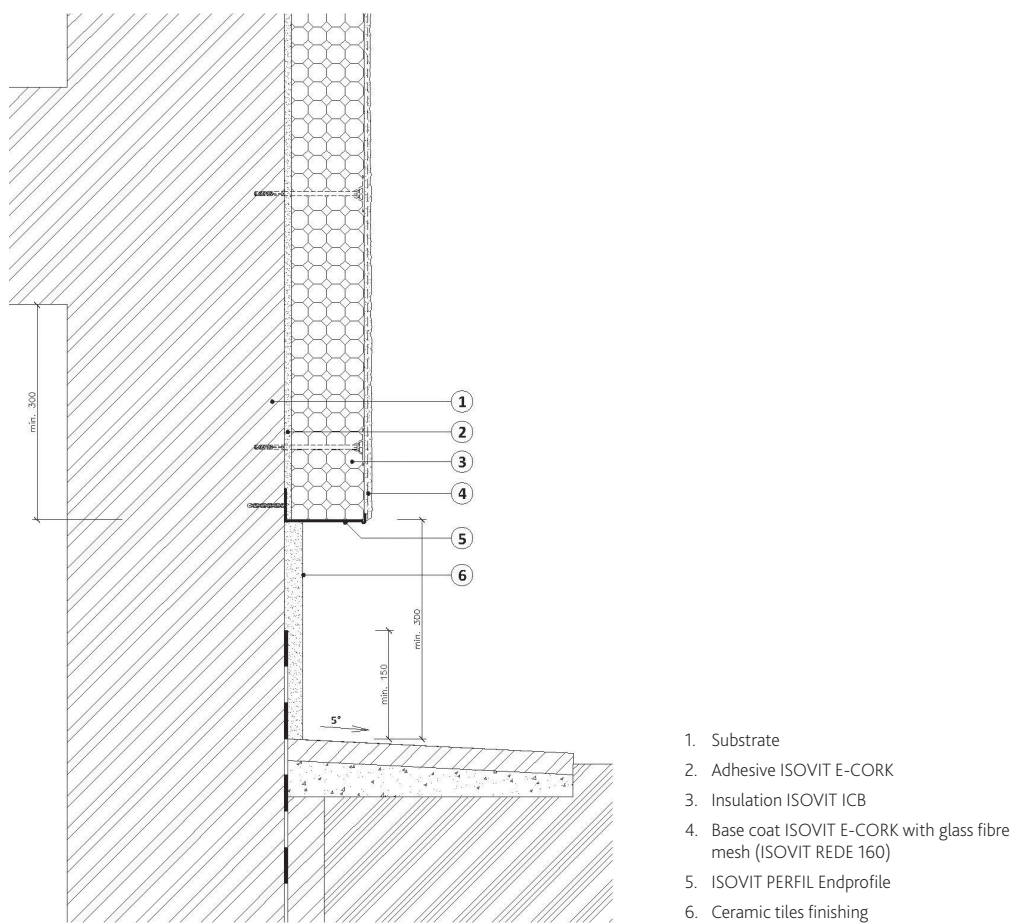 min. 300
1
2
3
4
5
6
min. 300
min. 150
5°
1. Substrate
2. Adhesive ISOVIT E-CORK
3. Insulation ISOVIT ICB
4. Base coat ISOVIT E-CORK with glass fibre
mesh (ISOVIT REDE 160)
5. ISOVIT PERFIL Endprofile
6. Ceramic tiles finishing